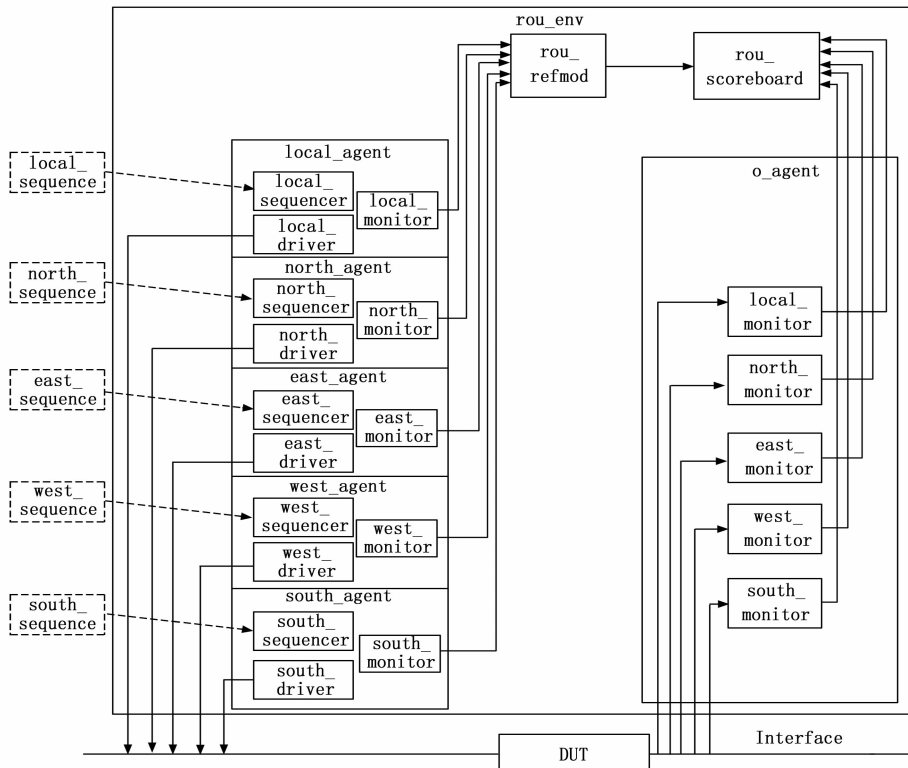 rou_env
rou_
refmod
rou_
scoreboard
local_
sequence
local_agent
local_
sequencer
local_
monitor
local_
driver
north_
sequence
north_agent
north_
sequencer
north_
monitor
north_
driver
east_
sequence
east_agent
east_
sequencer
east_
monitor
east_
driver
west_
sequence
west_agent
west_
sequencer
west_
monitor
west_
driver
south_
sequence
south_agent
south_
sequencer
south_
monitor
south_
driver
o_agent
local_
monitor
north_
monitor
east_
monitor
west_
monitor
south_
monitor
DUT
Interface